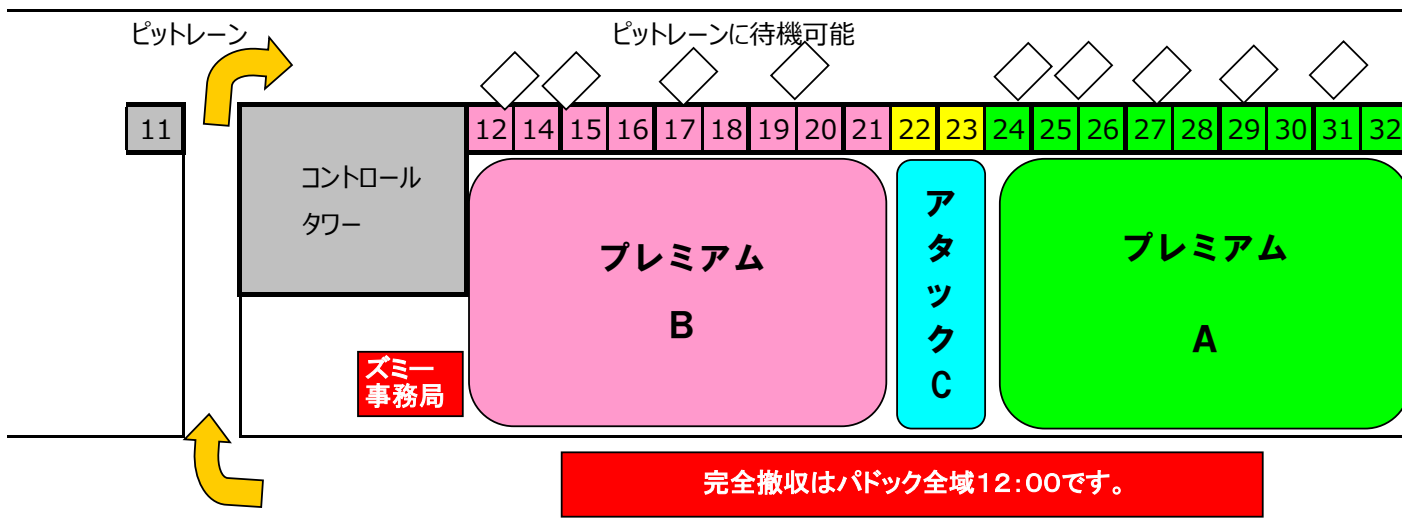 ピットレーン
ピットレーンに待機可能
11
12 14 15 16 17 18 19 20 21 22 23 24 25 26 27 28 29 30 31 32
コントロール
タワー
プレミアム
B
アタックC
プレミアム
A
ズミー
事務局
完全撤収はパドック全域12:00です。